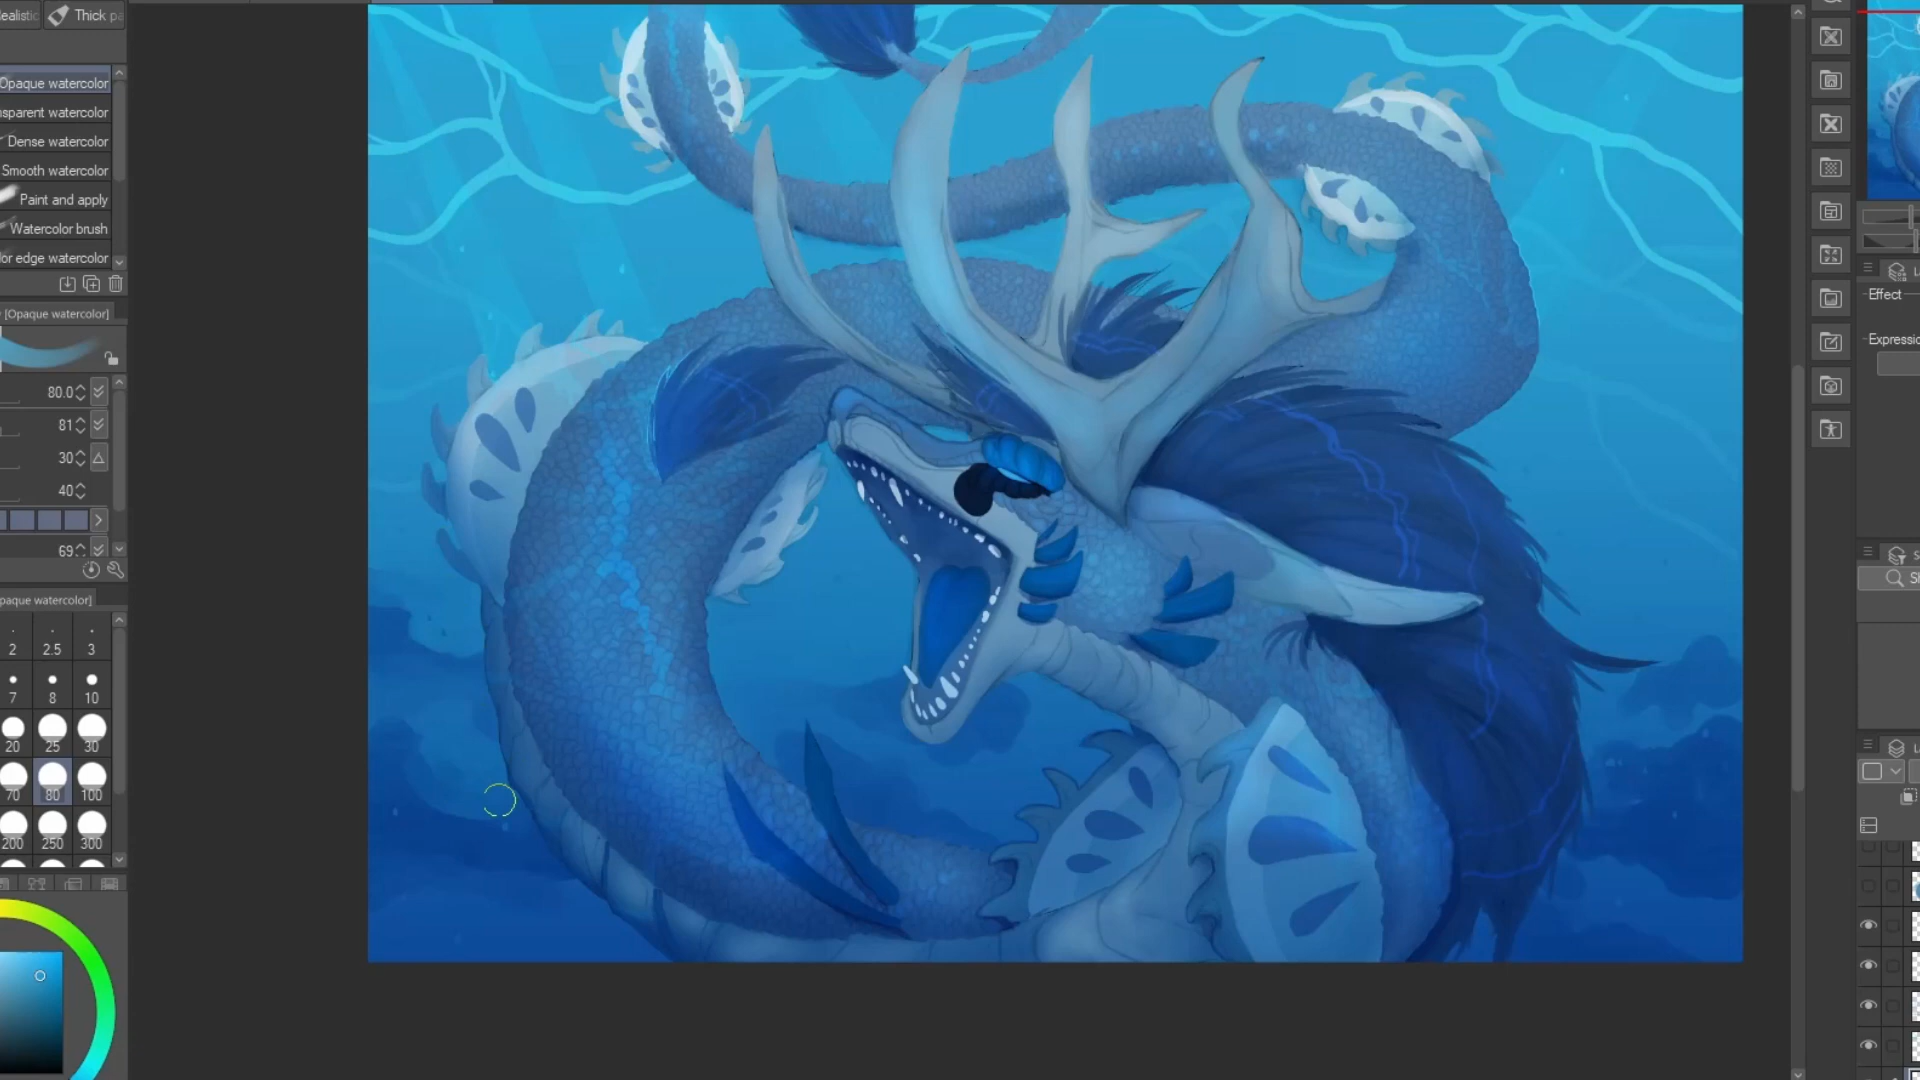 ealistic Thick pa
Opaque watercolor
nsparent watercolor
Dense watercolor
Smooth watercolor
Paint and apply
Watercolor brush
or edge watercolor
[Opaque watercolor]
80.0
81
30
40
69
paque watercolor]
2 2.5 3
7 8 10
20 25 30
70 80 100
200 250 300
Effect
Expressio